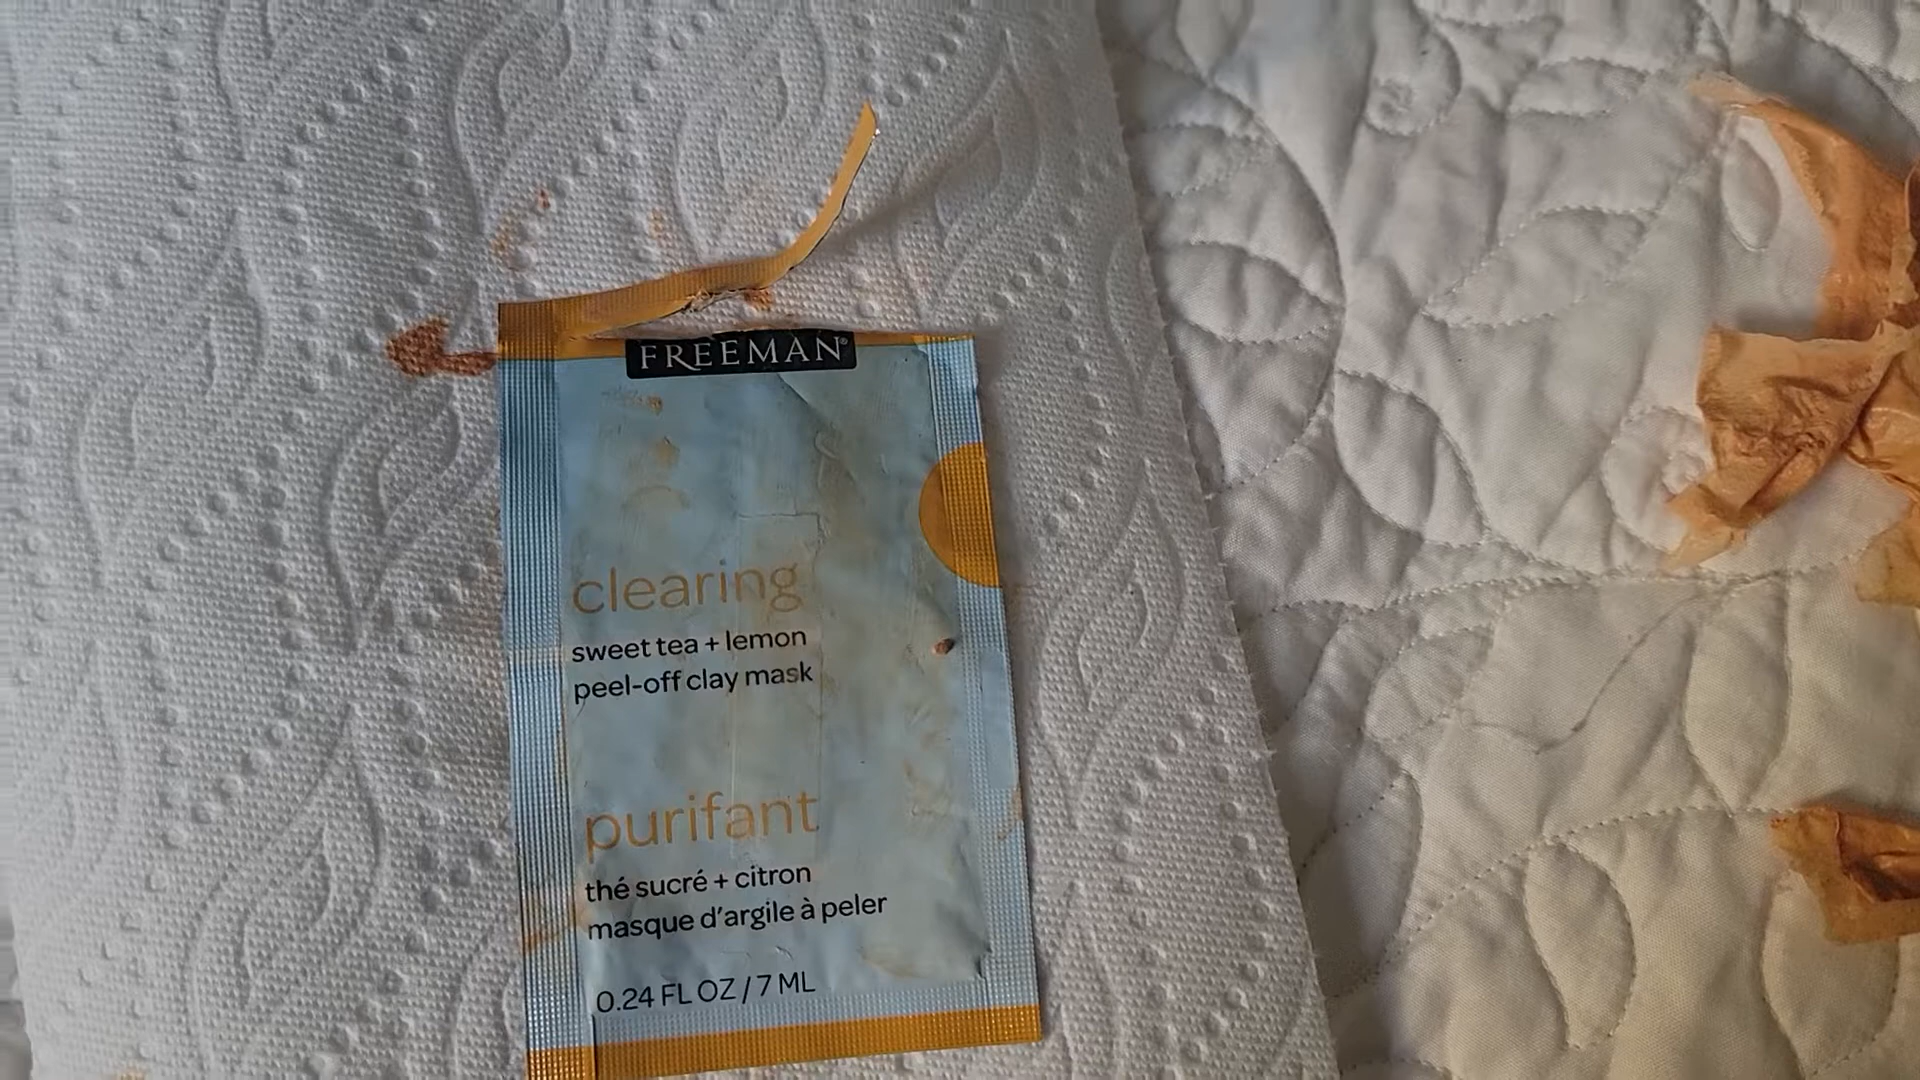 FREEMAN®
clearing
sweet tea + lemon
peel-off clay mask
purifant
thé sucré + citron
masque d'argile à peler
0.24 FL OZ / 7 ML